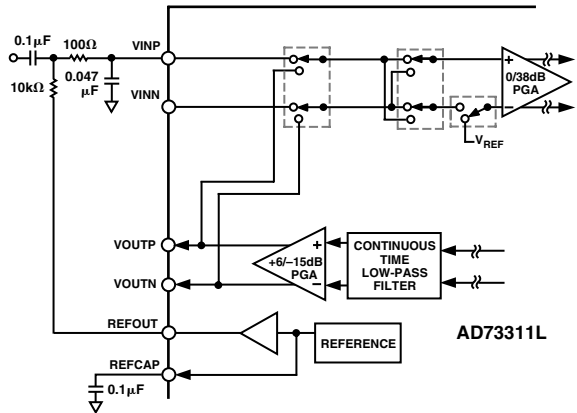 0.1μF
100Ω
VINP
10kΩ
0.047
μF
VINN
0/38dB
PGA
+
−
VREF
VOUTP
+
+6/−15dB
PGA
−
CONTINUOUS
TIME
LOW-PASS
FILTER
VOUTN
REFOUT
REFERENCE
AD73311L
REFCAP
0.1μF